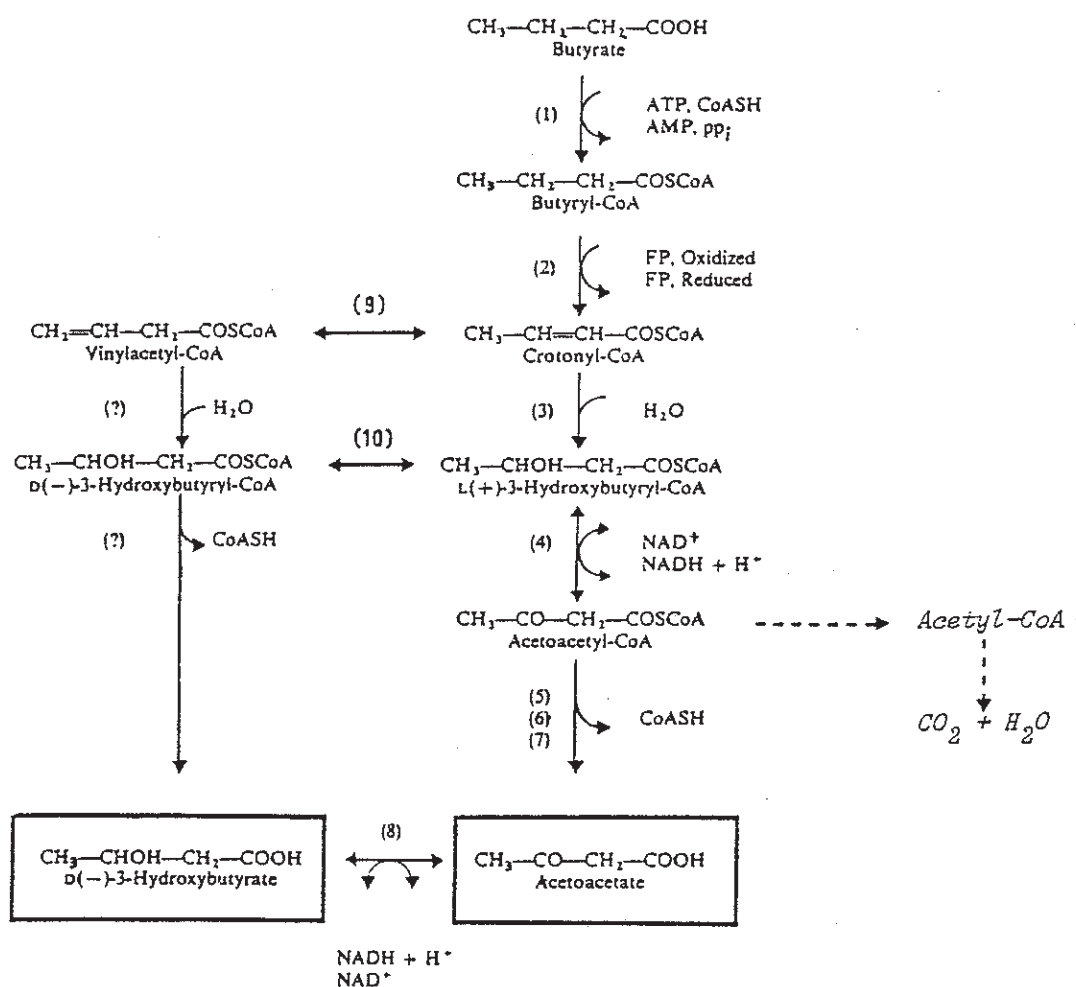 CH₃—CH₂—CH₂—COOH
Butyrate
(1)
ATP, CoASH
AMP, ppᵢ
CH₃—CH₂—CH₂—COSCoA
Butyryl-CoA
(2)
FP, Oxidized
FP, Reduced
(9)
CH₂=CH—CH₂—COSCoA
Vinylacetyl-CoA
CH₃—CH=CH—COSCoA
Crotonyl-CoA
(?)
H₂O
(3)
H₂O
(10)
CH₃—CHOH—CH₂—COSCoA
D(−)-3-Hydroxybutyryl-CoA
CH₃—CHOH—CH₂—COSCoA
L(+)-3-Hydroxybutyryl-CoA
(?)
CoASH
(4)
NAD⁺
NADH + H⁺
CH₃—CO—CH₂—COSCoA
Acetoacetyl-CoA
Acetyl-CoA
CO₂ + H₂O
(5)
(6)
(7)
CoASH
CH₃—CHOH—CH₂—COOH
D(−)-3-Hydroxybutyrate
(8)
CH₃—CO—CH₂—COOH
Acetoacetate
NADH + H⁺
NAD⁺